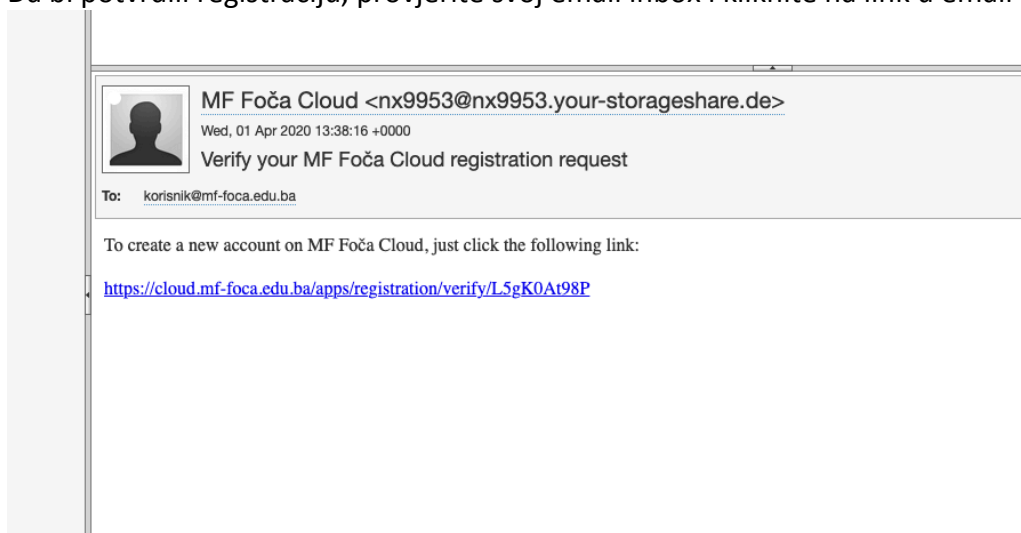 Da bi potvrdili registraciju, provjerite svoj email inbox i kliknite na link u email
MF Foča Cloud <nx9953@nx9953.your-storageshare.de>
Wed, 01 Apr 2020 13:38:16 +0000
Verify your MF Foča Cloud registration request
To: korisnik@mf-foca.edu.ba
To create a new account on MF Foča Cloud, just click the following link:
https://cloud.mf-foca.edu.ba/apps/registration/verify/L5gK0At98P